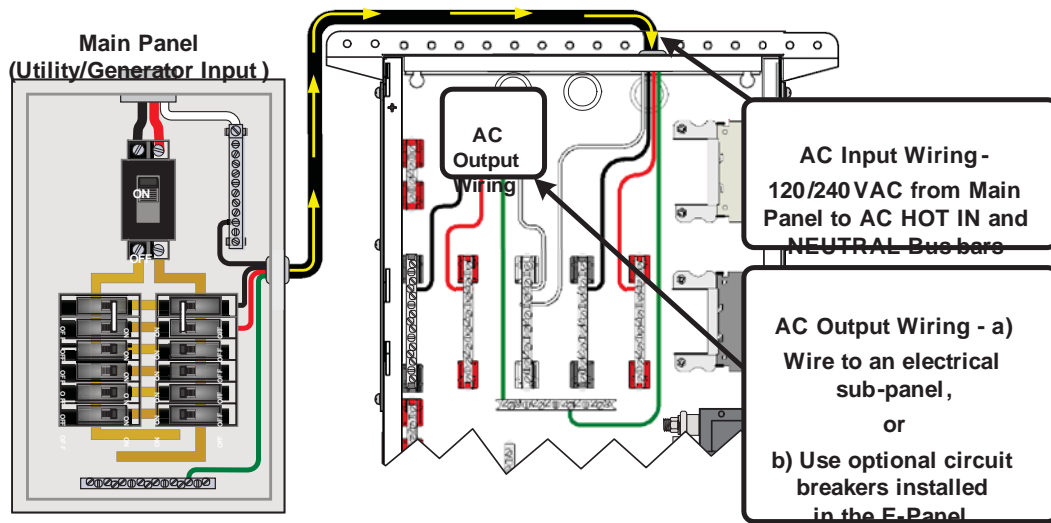 Main Panel
(Utility/Generator Input )
ON
OFF
AC
Output
Wiring
AC Input Wiring -
120/240 VAC from Main
Panel to AC HOT IN and
NEUTRAL Bus bars
AC Output Wiring - a)
Wire to an electrical
sub-panel,
or
b) Use optional circuit
breakers installed
in the E-Panel